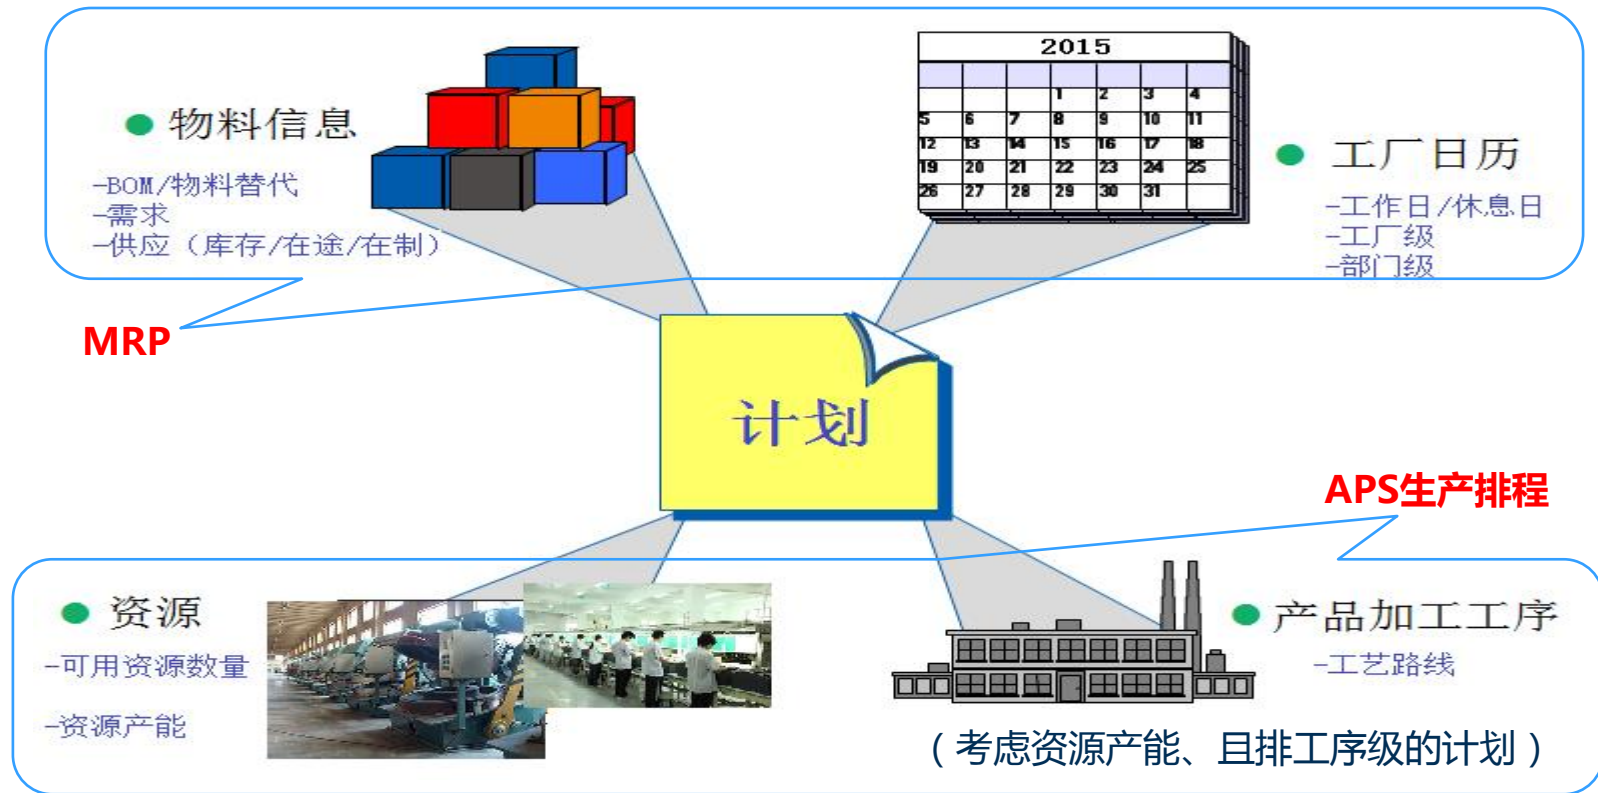 2015
1 2 3 4
5 6 7 8 9 10 11
12 13 14 15 16 17 18
19 20 21 22 23 24 25
26 27 28 29 30 31
物料信息
-BOM/物料替代
-需求
-供应（库存/在途/在制）
工厂日历
-工作日/休息日
-工厂级
-部门级
MRP
计划
APS生产排程
资源
-可用资源数量
-资源产能
产品加工工序
-工艺路线
（考虑资源产能、且排工序级的计划）